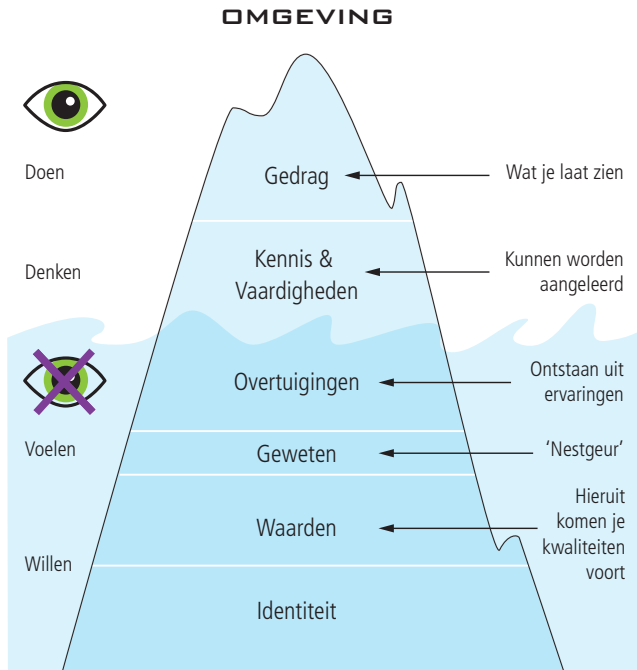 OMGEVING
Doen
Gedrag
Wat je laat zien
Denken
Kennis &
Vaardigheden
Kunnen worden
aangeleerd
Overtuigingen
Ontstaan uit
ervaringen
Voelen
Geweten
'Nestgeur'
Waarden
Hieruit
komen je
kwaliteiten
voort
Willen
Identiteit